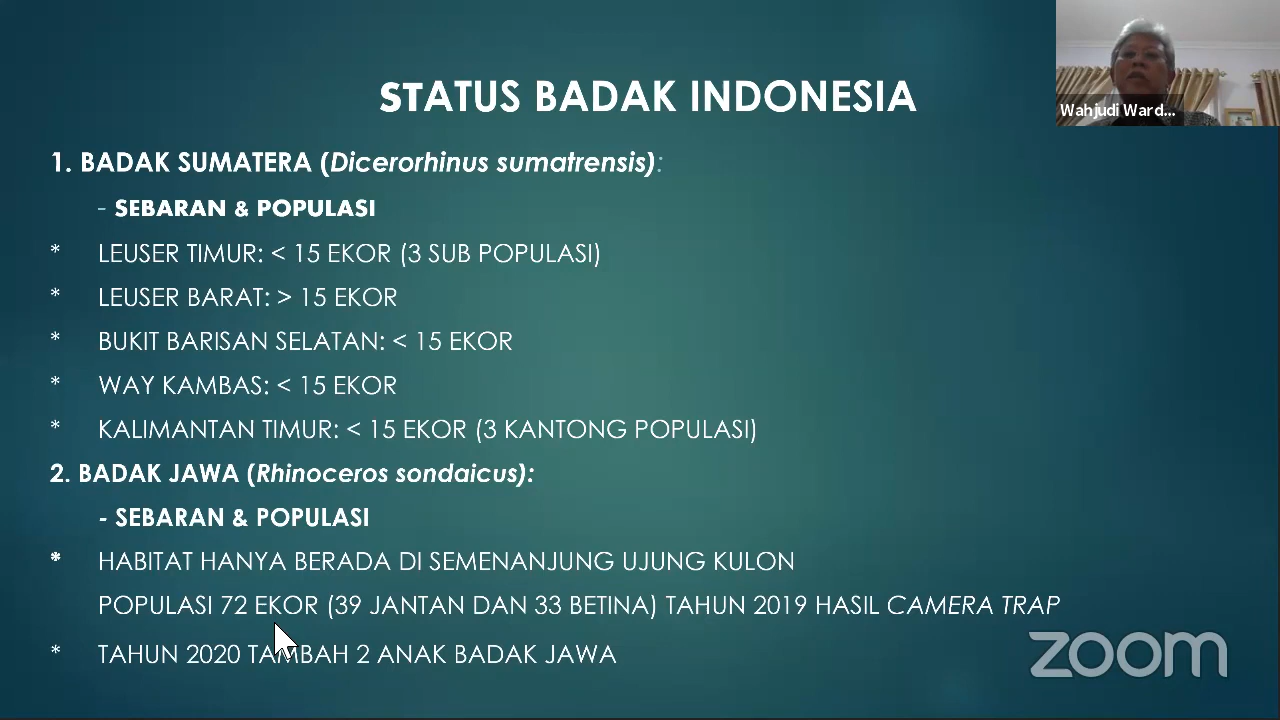 STATUS BADAK INDONESIA
Wahjudi Ward...
1. BADAK SUMATERA (Dicerorhinus sumatrensis):
- SEBARAN & POPULASI
* LEUSER TIMUR: < 15 EKOR (3 SUB POPULASI)
* LEUSER BARAT: > 15 EKOR
* BUKIT BARISAN SELATAN: < 15 EKOR
* WAY KAMBAS: < 15 EKOR
* KALIMANTAN TIMUR: < 15 EKOR (3 KANTONG POPULASI)
2. BADAK JAWA (Rhinoceros sondaicus):
- SEBARAN & POPULASI
* HABITAT HANYA BERADA DI SEMENANJUNG UJUNG KULON
POPULASI 72 EKOR (39 JANTAN DAN 33 BETINA) TAHUN 2019 HASIL CAMERA TRAP
* TAHUN 2020 TAMBAH 2 ANAK BADAK JAWA
zoom